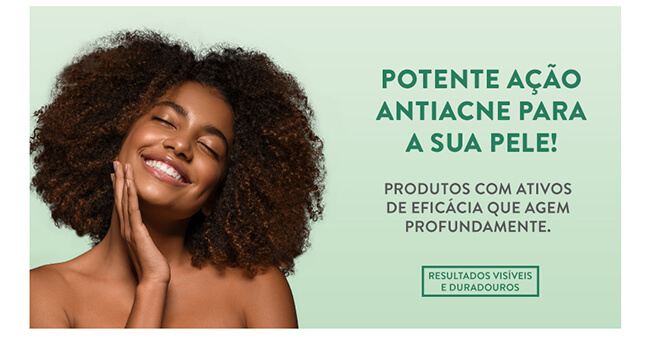 POTENTE AÇÃO
ANTIACNE PARA
A SUA PELE!
PRODUTOS COM ATIVOS
DE EFICÁCIA QUE AGEM
PROFUNDAMENTE.
RESULTADOS VISÍVEIS
E DURADOUROS